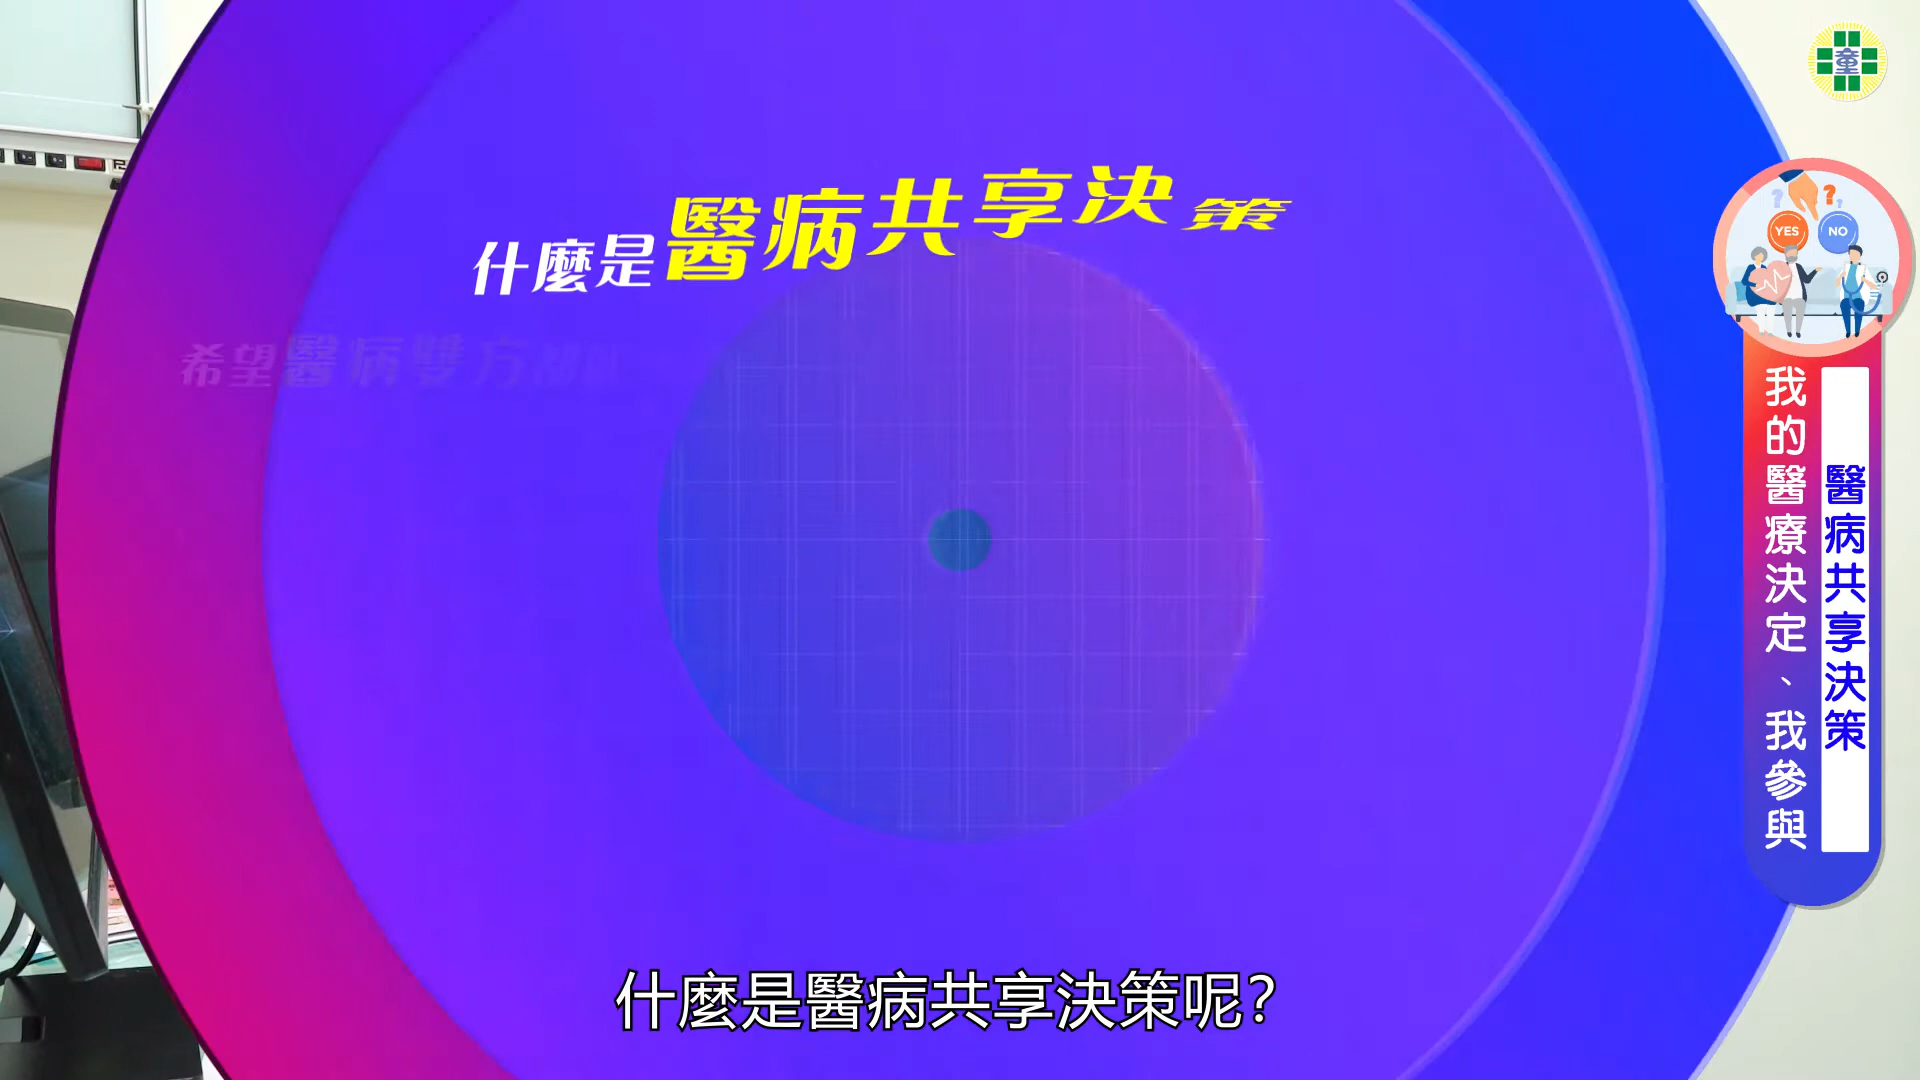 什麼是醫病共享決策
希望醫病雙方
童
YES
NO
醫病共享決策
我的醫療決定、我參與
什麼是醫病共享決策呢？